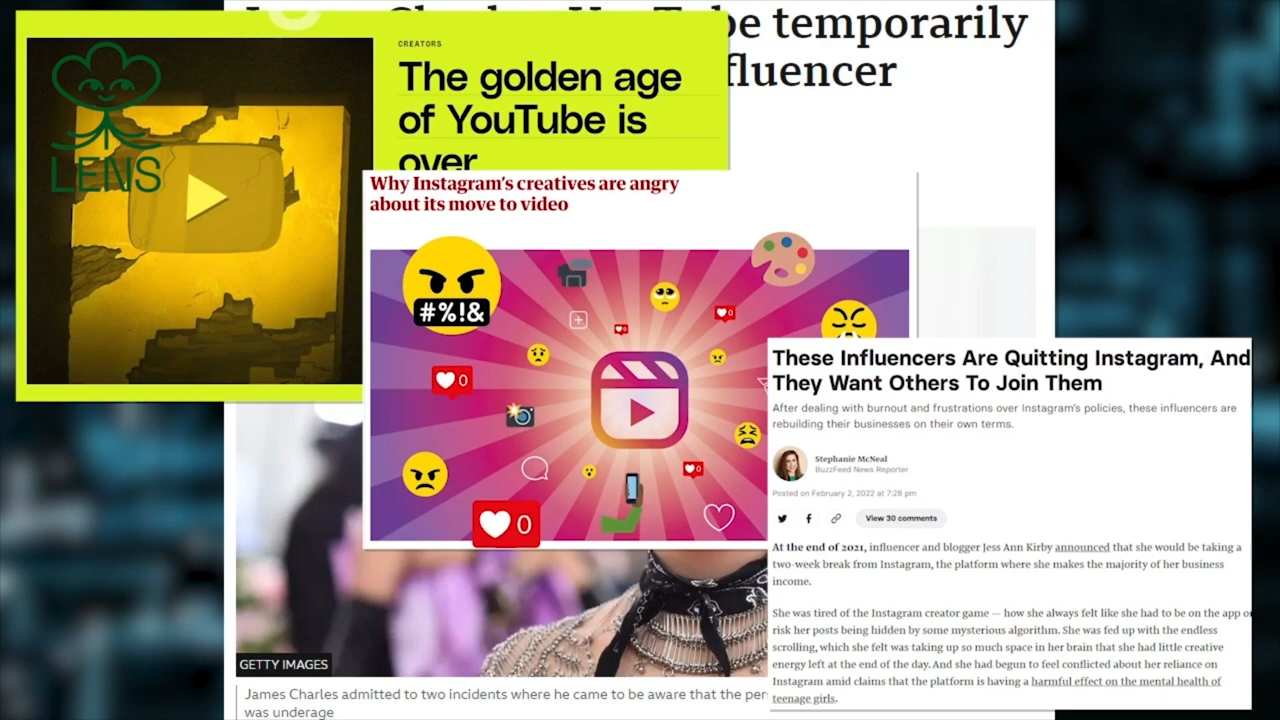 James Charles: YouTube temporarily
fluencer
CREATORS
The golden age
of YouTube is
over
LENS
Why Instagram's creatives are angry
about its move to video
#%!&
0
0
0
0
0
These Influencers Are Quitting Instagram, And
They Want Others To Join Them
After dealing with burnout and frustrations over Instagram's policies, these influencers are
rebuilding their businesses on their own terms.
Stephanie McNeal
BuzzFeed News Reporter
Posted on February 2, 2022 at 7:28 pm
View 30 comments
At the end of 2021, influencer and blogger Jess Ann Kirby announced that she would be taking a
two-week break from Instagram, the platform where she makes the majority of her business
income.
She was tired of the Instagram creator game — how she always felt like she had to be on the app or
risk her posts being hidden by some mysterious algorithm. She was fed up with the endless
scrolling, which she felt was taking up so much space in her brain that she had little creative
energy left at the end of the day. And she had begun to feel conflicted about her reliance on
Instagram amid claims that the platform is having a harmful effect on the mental health of
teenage girls.
GETTY IMAGES
James Charles admitted to two incidents where he came to be aware that the pers
was underage